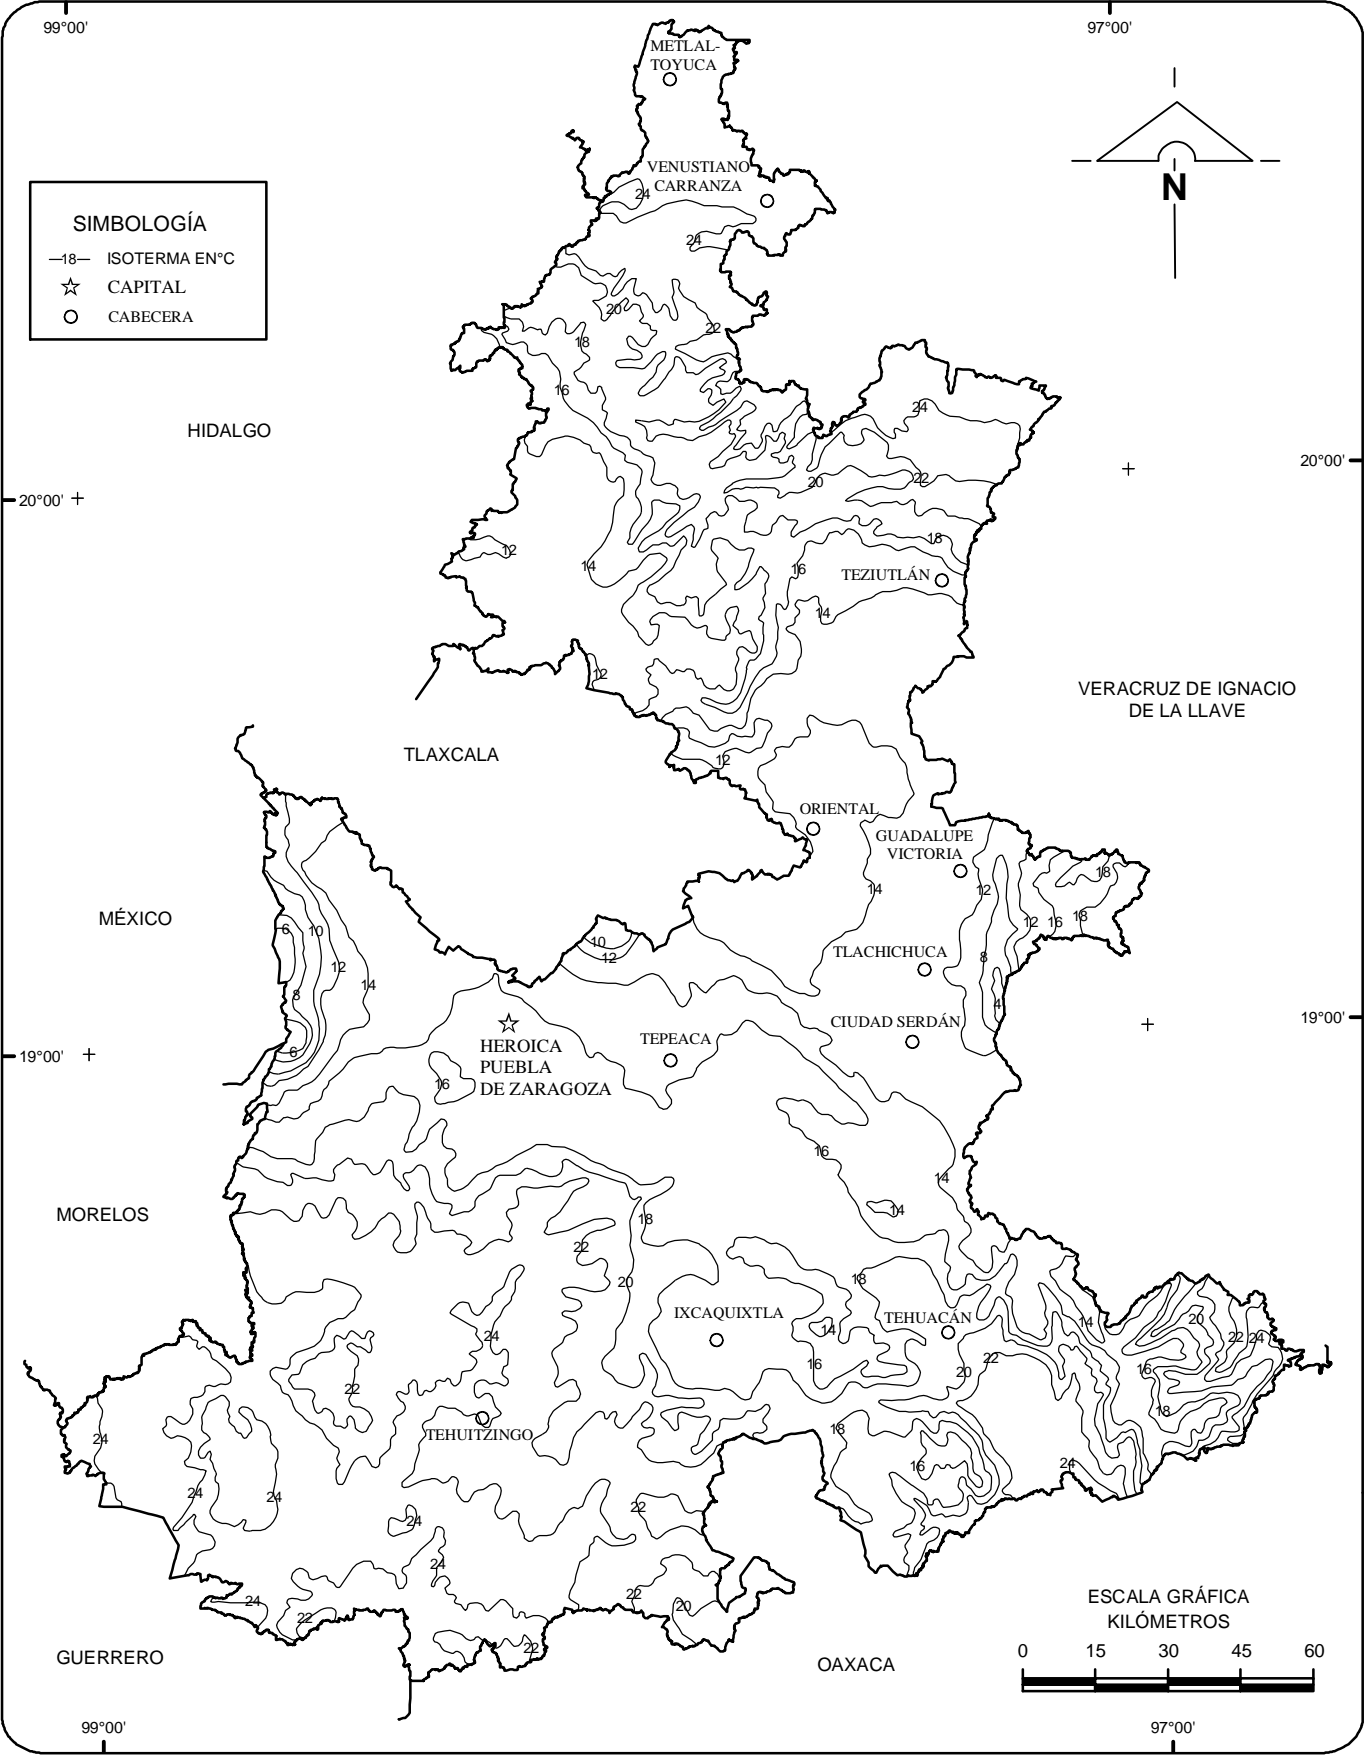 99°00'
97°00'
METLAL-
TOYUCA
VENUSTIANO
CARRANZA
24
24
N
SIMBOLOGÍA
—18— ISOTERMA EN°C
CAPITAL
CABECERA
20
22
18
16
24
HIDALGO
20°00'
20°00'
22
20
18
12
14
16
TEZIUTLÁN
14
12
VERACRUZ DE IGNACIO
DE LA LLAVE
TLAXCALA
12
ORIENTAL
GUADALUPE
VICTORIA
18
14
12
MÉXICO
6
10
10
12
12
16
18
TLACHICHUCA
8
12
14
8
4
19°00'
19°00'
6
CIUDAD SERDÁN
HEROICA
PUEBLA
DE ZARAGOZA
TEPEACA
16
16
14
14
MORELOS
18
22
20
18
IXCAQUIXTLA
TEHUACÁN
14
14
20
22
24
24
16
22
20
16
22
18
TEHUITZINGO
18
24
16
24
24
24
22
24
24
22
20
24
22
22
ESCALA GRÁFICA
KILÓMETROS
0 15 30 45 60
GUERRERO
OAXACA
99°00'
97°00'